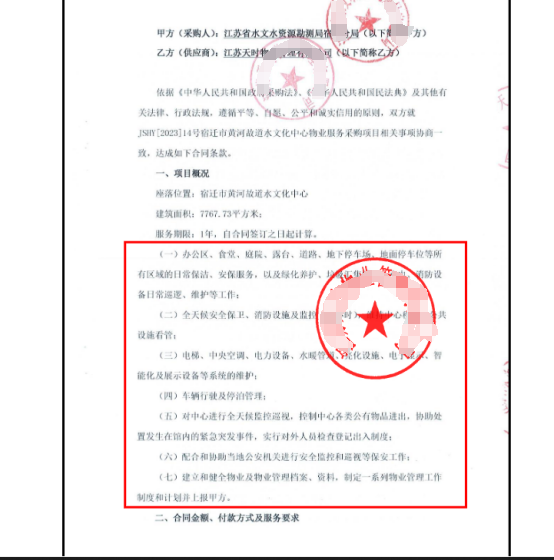 甲方（采购人）：江苏省水文水资源勘测局宿 分局（以下简 方）
乙方（供应商）：江苏天时物 有 司（以下简称乙方）
依据《中华人民共和国政 采购法》、《 人民共和国民法典》及其他有
关法律、行政法规，遵循平等、自愿、公平和诚实信用的原则，双方就
JSHY[2023]14号宿迁市黄河故道水文化中心物业服务采购项目相关事项协商一
致，达成如下合同条款。
一、项目概况
座落位置：宿迁市黄河故道水文化中心
建筑面积：7767.73平方米；
服务期限：1年，自合同签订之日起计算。
（一）办公区、食堂、庭院、露台、道路、地下停车场、地面停车位等所
有区域的日常保洁、安保服务，以及绿化养护、垃 消防设
备日常巡逻、维护等工作；
（二）全天候安全保卫、消防设施及监控 时） 中心 公共
设施看管；
（三）电梯、中央空调、电力设备、水暖管 亮化设施、电 智
能化及展示设备等系统的维护；
（四）车辆行驶及停泊管理；
（五）对中心进行全天候监控巡视，控制中心各类公有物品进出，协助处
置发生在馆内的紧急突发事件，实行对外人员检查登记出入制度；
（六）配合和协助当地公安机关进行安全监控和巡视等保安工作；
（七）建立和健全物业及物业管理档案、资料，制定一系列物业管理工作
制度和计划并上报甲方。
二、合同金额、付款方式及服务要求